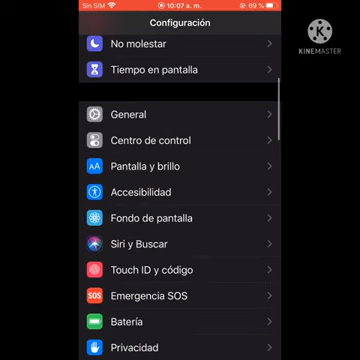 Sin SIM 10:07 a. m. 69 %
Configuración
KINEMASTER
No molestar
Tiempo en pantalla
General
Centro de control
AA Pantalla y brillo
Accesibilidad
Fondo de pantalla
Siri y Buscar
Touch ID y código
SOS Emergencia SOS
Batería
Privacidad